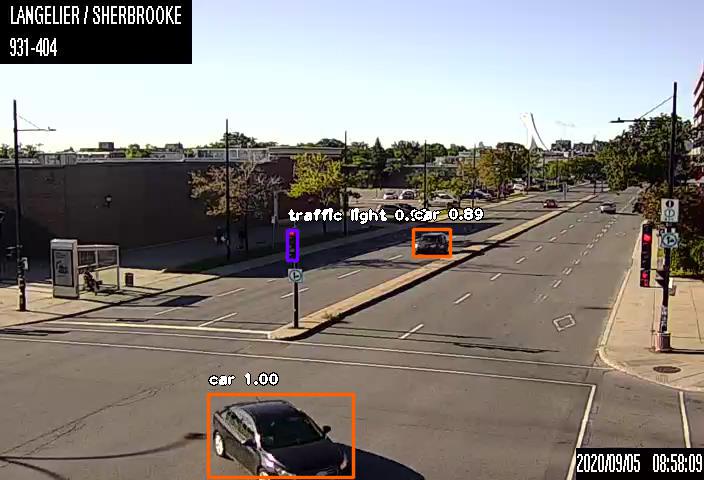 LANGELIER / SHERBROOKE
931-404
traffic light 0.
car 0.89
car 1.00
2020/09/05 08:58:09